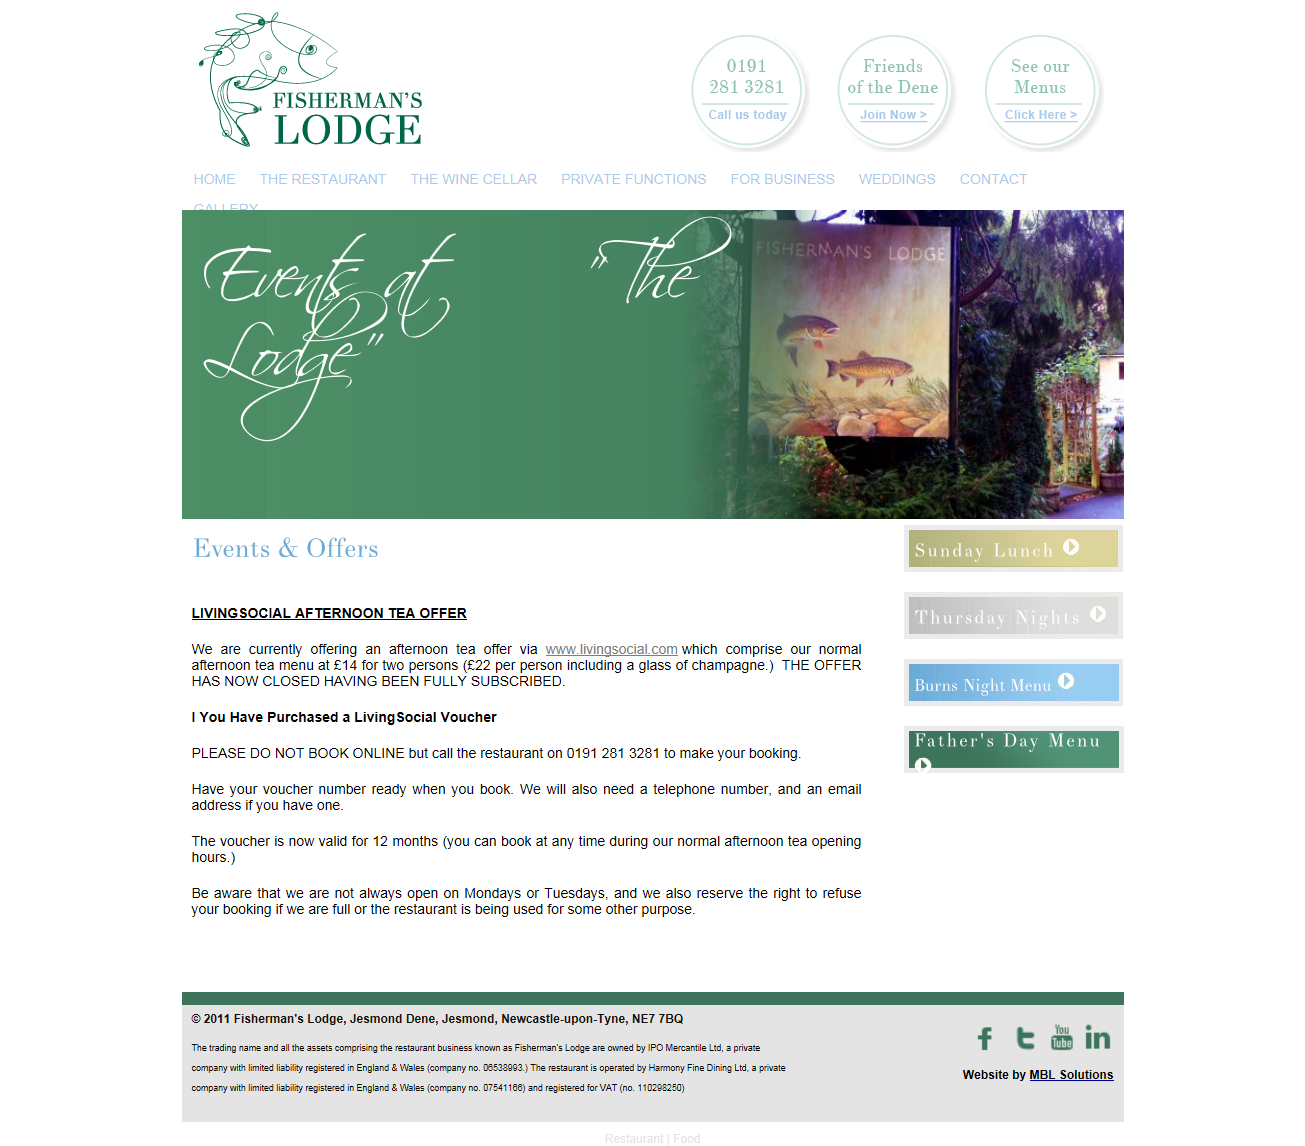 FISHERMAN'S
LODGE
0191
281 3281
Call us today
Friends
of the Dene
Join Now >
See our
Menus
Click Here >
HOME THE RESTAURANT THE WINE CELLAR PRIVATE FUNCTIONS FOR BUSINESS WEDDINGS CONTACT
GALLERY
Events at "The
Lodge"
FISHERMAN'S LODGE
Events & Offers
Sunday Lunch
Thursday Nights
Burns Night Menu
Father's Day Menu
LIVINGSOCIAL AFTERNOON TEA OFFER
We are currently offering an afternoon tea offer via www.livingsocial.com which comprise our normal
afternoon tea menu at £14 for two persons (£22 per person including a glass of champagne.) THE OFFER
HAS NOW CLOSED HAVING BEEN FULLY SUBSCRIBED.
I You Have Purchased a LivingSocial Voucher
PLEASE DO NOT BOOK ONLINE but call the restaurant on 0191 281 3281 to make your booking.
Have your voucher number ready when you book. We will also need a telephone number, and an email
address if you have one.
The voucher is now valid for 12 months (you can book at any time during our normal afternoon tea opening
hours.)
Be aware that we are not always open on Mondays or Tuesdays, and we also reserve the right to refuse
your booking if we are full or the restaurant is being used for some other purpose.
© 2011 Fisherman's Lodge, Jesmond Dene, Jesmond, Newcastle-upon-Tyne, NE7 7BQ
The trading name and all the assets comprising the restaurant business known as Fisherman's Lodge are owned by IPO Mercantile Ltd, a private
company with limited liability registered in England & Wales (company no. 06538993.) The restaurant is operated by Harmony Fine Dining Ltd, a private
company with limited liability registered in England & Wales (company no. 07541166) and registered for VAT (no. 110298250)
f t You Tube in
Website by MBL Solutions
Restaurant | Food